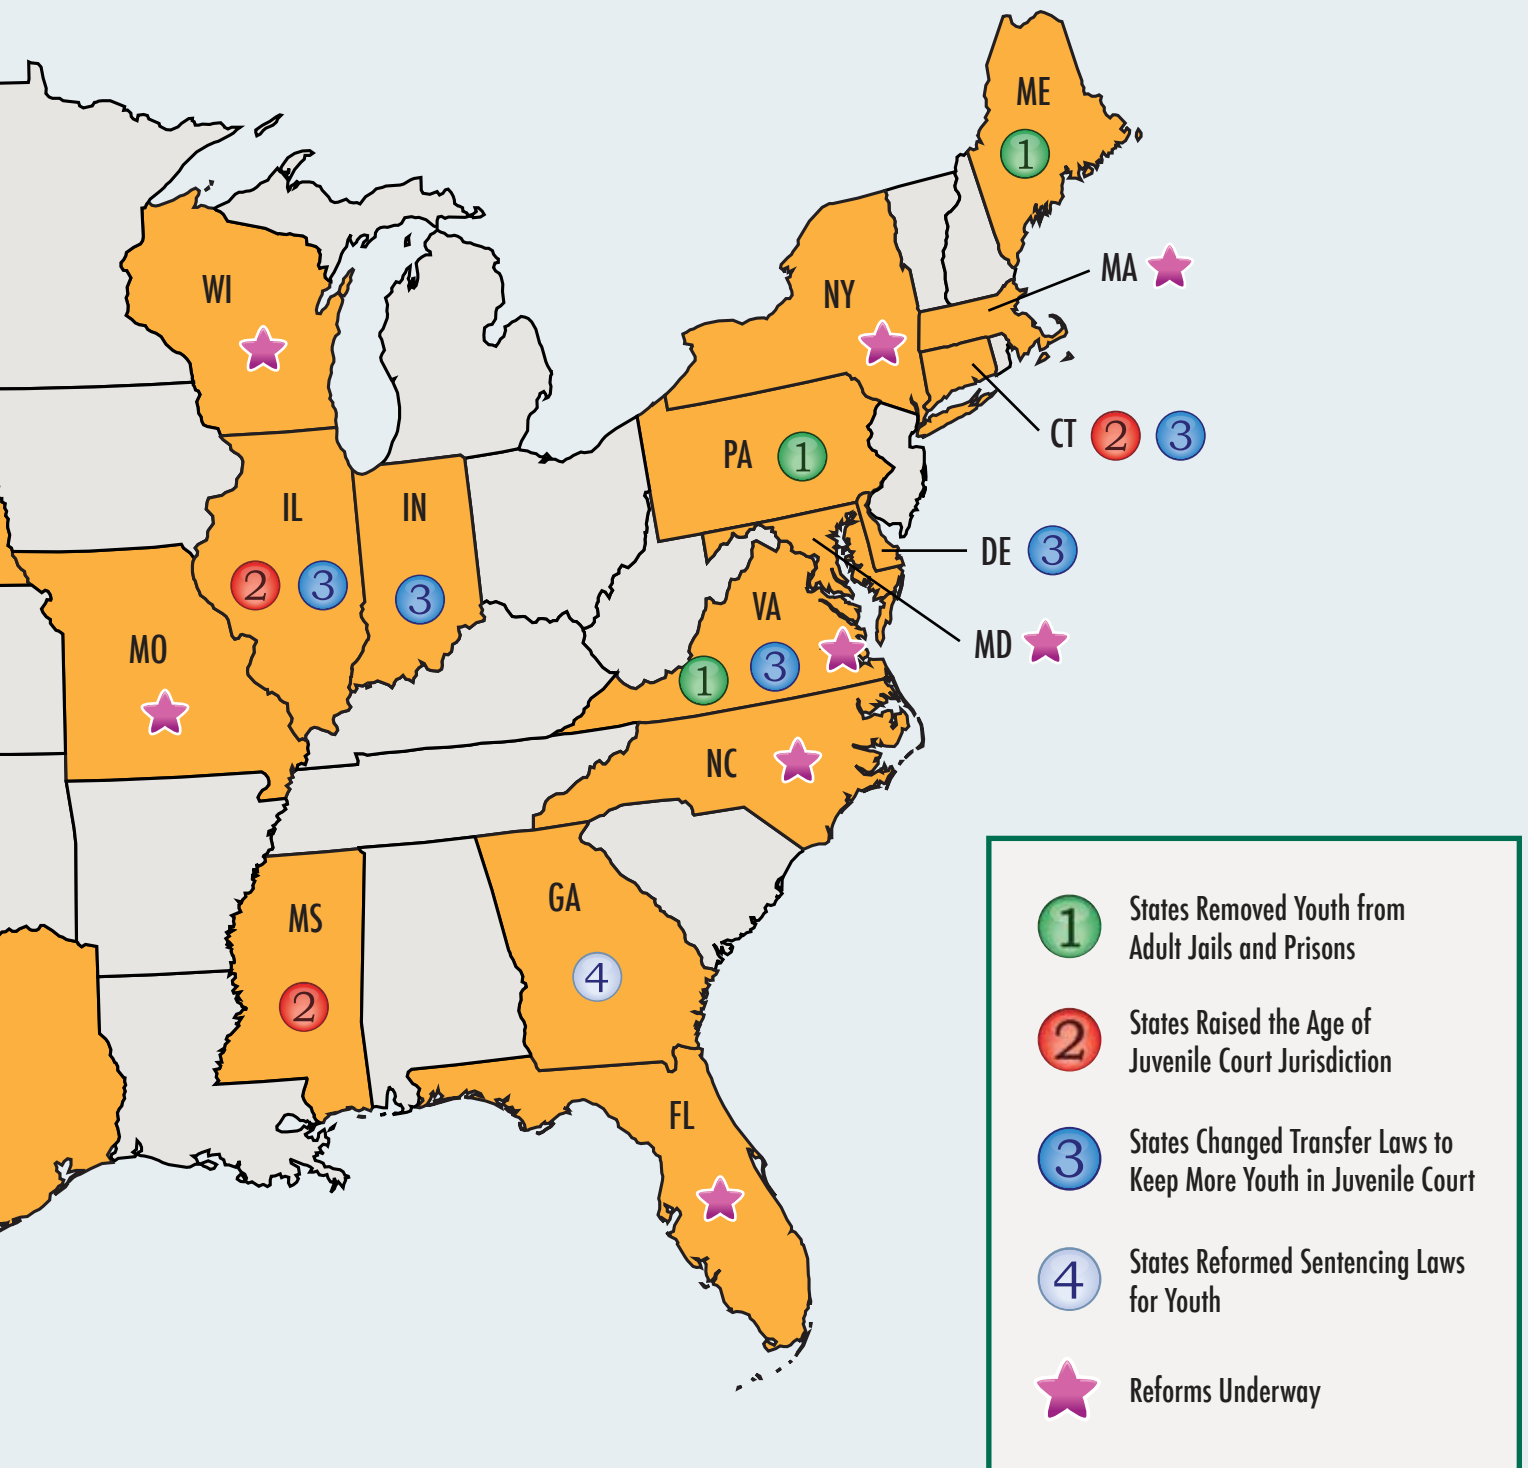 ME
1
MA
WI
NY
CT 2 3
PA 1
IL
IN
DE 3
2 3
3
VA
MO
MD
1
3
NC
GA
MS
4
2
FL
1
States Removed Youth from
Adult Jails and Prisons
2
States Raised the Age of
Juvenile Court Jurisdiction
3
States Changed Transfer Laws to
Keep More Youth in Juvenile Court
4
States Reformed Sentencing Laws
for Youth
Reforms Underway